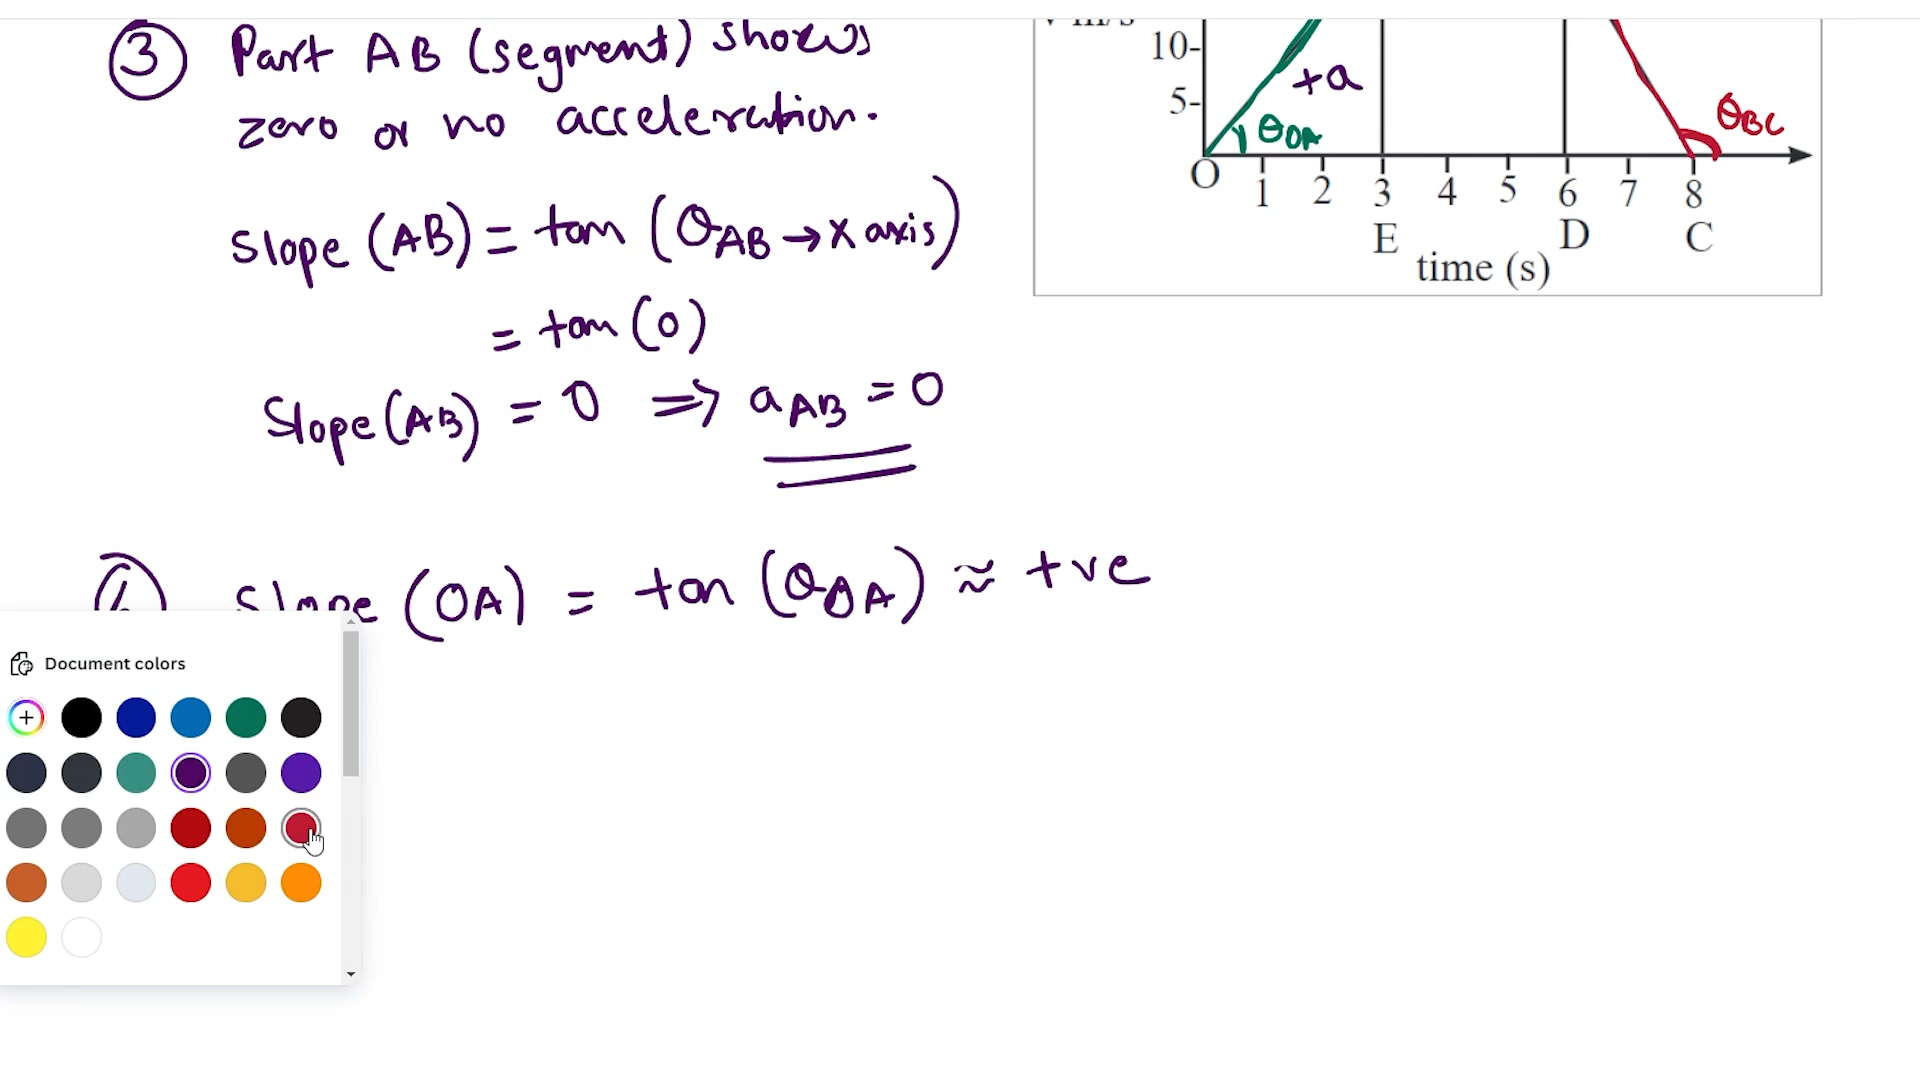 ③ Part AB (segment) shows
zero or no acceleration.
Slope (AB) = tan (θAB → X axis)
= tan (0)
Slope (AB) = 0 ⇒ aAB = 0
Slope (OA) = tan (θOA) ≈ +ve
10-
5-
+a
θOA
θBC
O 1 2 3 4 5 6 7 8
E D C
time (s)
Document colors